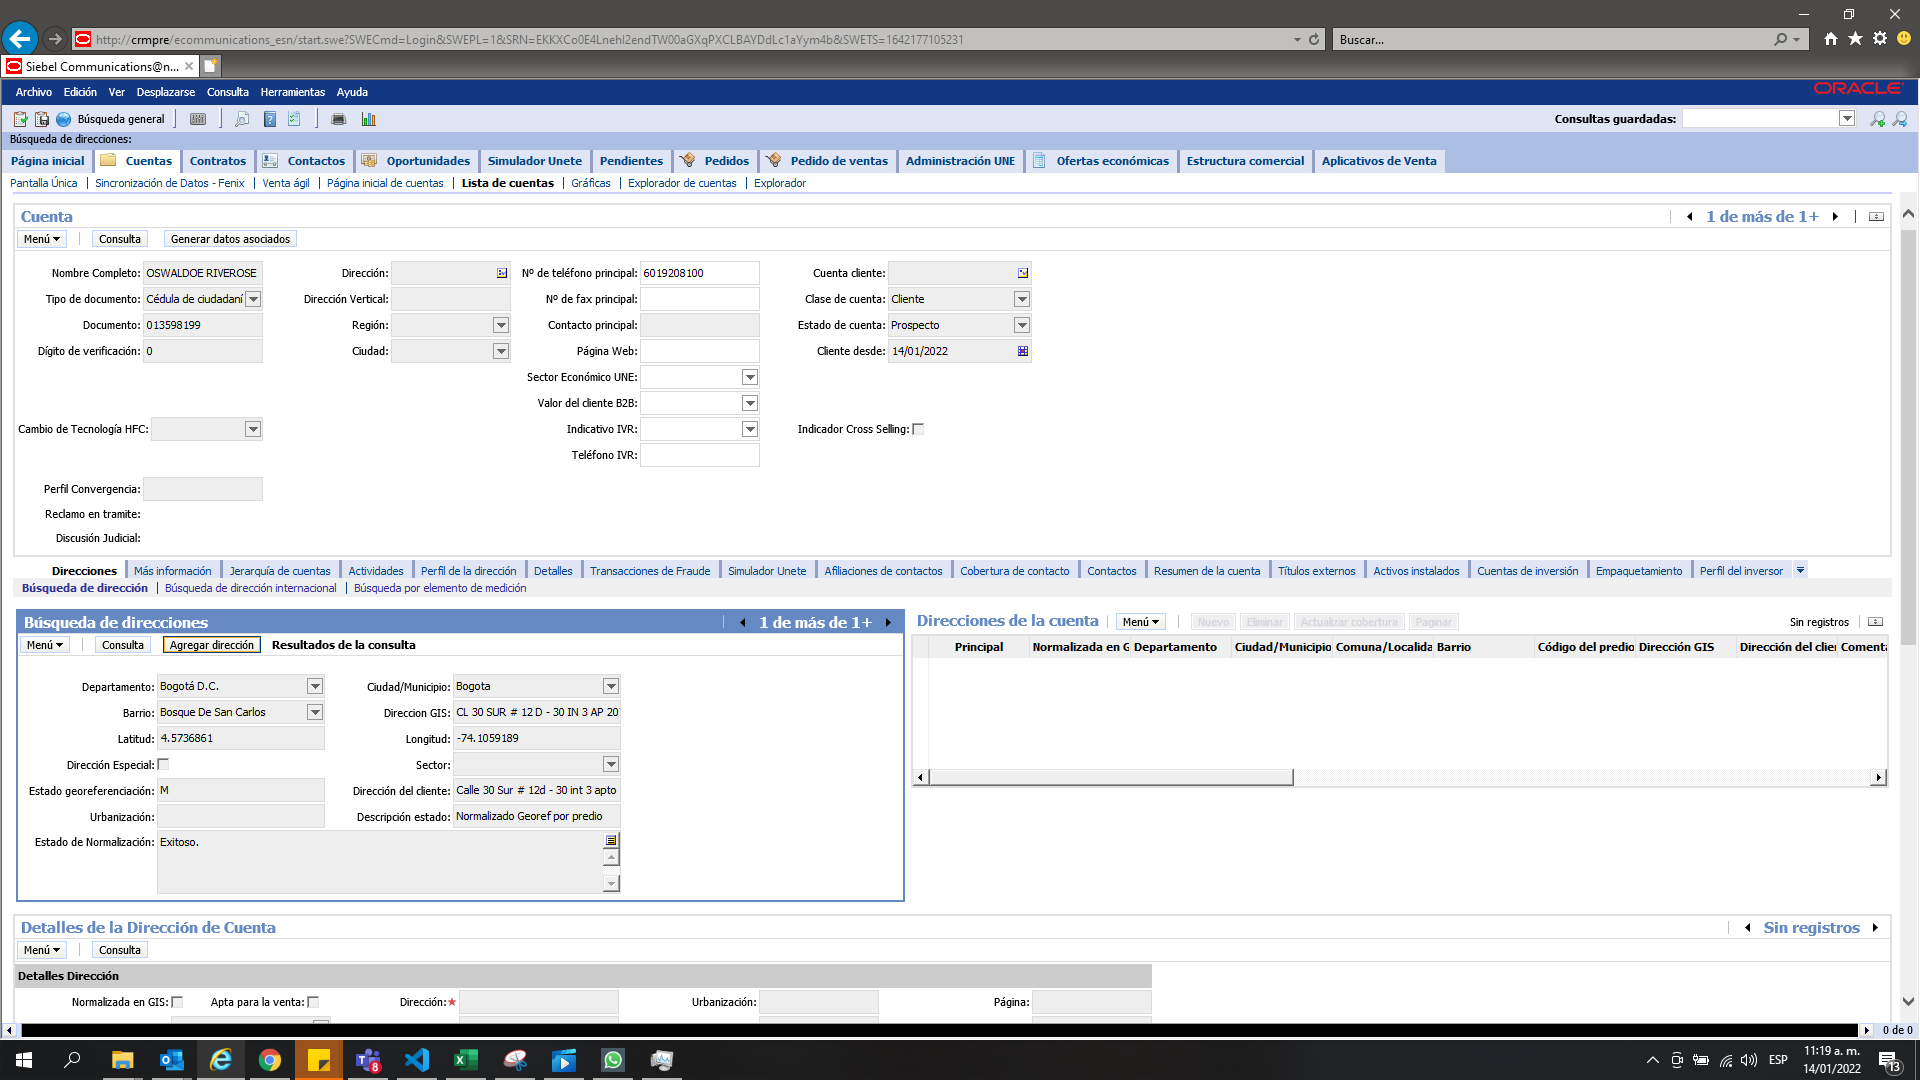 http://crmpre/ecommunications_esn/start.swe?SWECmd=Login&SWEPL=1&SRN=EKKXCo0E4Lnehl2endTW00aGXqPXCLBAYDdLc1aYym4b&SWETS=1642177105231
Buscar...
Siebel Communications@n...
Archivo Edición Ver Desplazarse Consulta Herramientas Ayuda
ORACLE
Búsqueda general
Consultas guardadas:
Búsqueda de direcciones:
Página inicial Cuentas Contratos Contactos Oportunidades Simulador Unete Pendientes Pedidos Pedido de ventas Administración UNE Ofertas económicas Estructura comercial Aplicativos de Venta
Pantalla Única Sincronización de Datos - Fenix Venta ágil Página inicial de cuentas Lista de cuentas Gráficas Explorador de cuentas Explorador
Cuenta
1 de más de 1+
Menú Consulta Generar datos asociados
Nombre Completo: OSWALDOE RIVEROSE Dirección: Nº de teléfono principal: 6019208100 Cuenta cliente:
Tipo de documento: Cédula de ciudadaní Dirección Vertical: Nº de fax principal: Clase de cuenta: Cliente
Documento: 013598199 Región: Contacto principal: Estado de cuenta: Prospecto
Dígito de verificación: 0 Ciudad: Página Web: Cliente desde: 14/01/2022
Sector Económico UNE:
Valor del cliente B2B:
Cambio de Tecnología HFC: Indicativo IVR: Indicador Cross Selling:
Teléfono IVR:
Perfil Convergencia:
Reclamo en tramite:
Discusión Judicial:
Direcciones Más información Jerarquía de cuentas Actividades Perfil de la dirección Detalles Transacciones de Fraude Simulador Unete Afiliaciones de contactos Cobertura de contacto Contactos Resumen de la cuenta Títulos externos Activos instalados Cuentas de inversión Empaquetamiento Perfil del inversor
Búsqueda de dirección Búsqueda de dirección internacional Búsqueda por elemento de medición
Búsqueda de direcciones
1 de más de 1+
Menú Consulta Agregar dirección Resultados de la consulta
Departamento: Bogotá D.C. Ciudad/Municipio: Bogota
Barrio: Bosque De San Carlos Direccion GIS: CL 30 SUR # 12 D - 30 IN 3 AP 20
Latitud: 4.5736861 Longitud: -74.1059189
Dirección Especial: Sector:
Estado georeferenciación: M Dirección del cliente: Calle 30 Sur # 12d - 30 int 3 apto
Urbanización: Descripción estado: Normalizado Georef por predio
Estado de Normalización: Exitoso.
Direcciones de la cuenta Menú Nuevo Eliminar Actualizar cobertura Paginar Sin registros
Principal Normalizada en G Departamento Ciudad/Municipio Comuna/Localida Barrio Código del predio Dirección GIS Dirección del clie Coment
Detalles de la Dirección de Cuenta
Sin registros
Menú Consulta
Detalles Dirección
Normalizada en GIS: Apta para la venta: Dirección:★ Urbanización: Página:
0 de 0
8
ESP
11:19 a. m.
14/01/2022
13